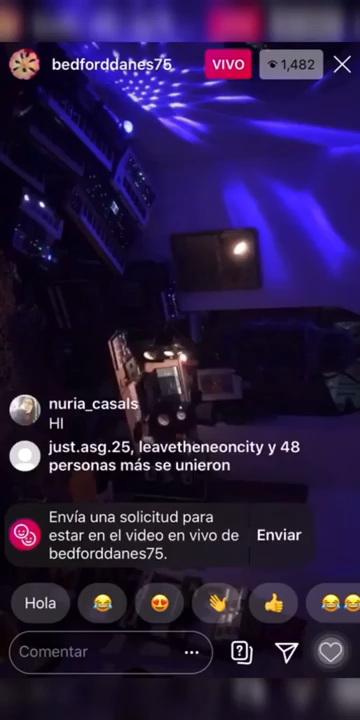 bedforddanes75
VIVO
1,482
nuria_casals
HI
just.asg.25, leavetheneoncity y 48
personas más se unieron
Envía una solicitud para
estar en el video en vivo de
bedforddanes75.
Enviar
Hola
Comentar